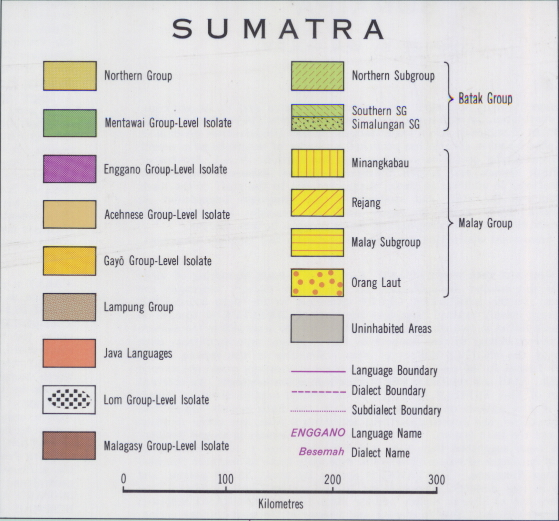 SUMATRA
Northern Group
Mentawai Group-Level Isolate
Enggano Group-Level Isolate
Acehnese Group-Level Isolate
Gayō Group-Level Isolate
Lampung Group
Java Languages
Lom Group-Level Isolate
Malagasy Group-Level Isolate
Northern Subgroup
Southern SG
Simalungan SG
Batak Group
Minangkabau
Rejang
Malay Subgroup
Orang Laut
Malay Group
Uninhabited Areas
Language Boundary
Dialect Boundary
Subdialect Boundary
ENGGANO Language Name
Besemah Dialect Name
0 100 200 300
Kilometres